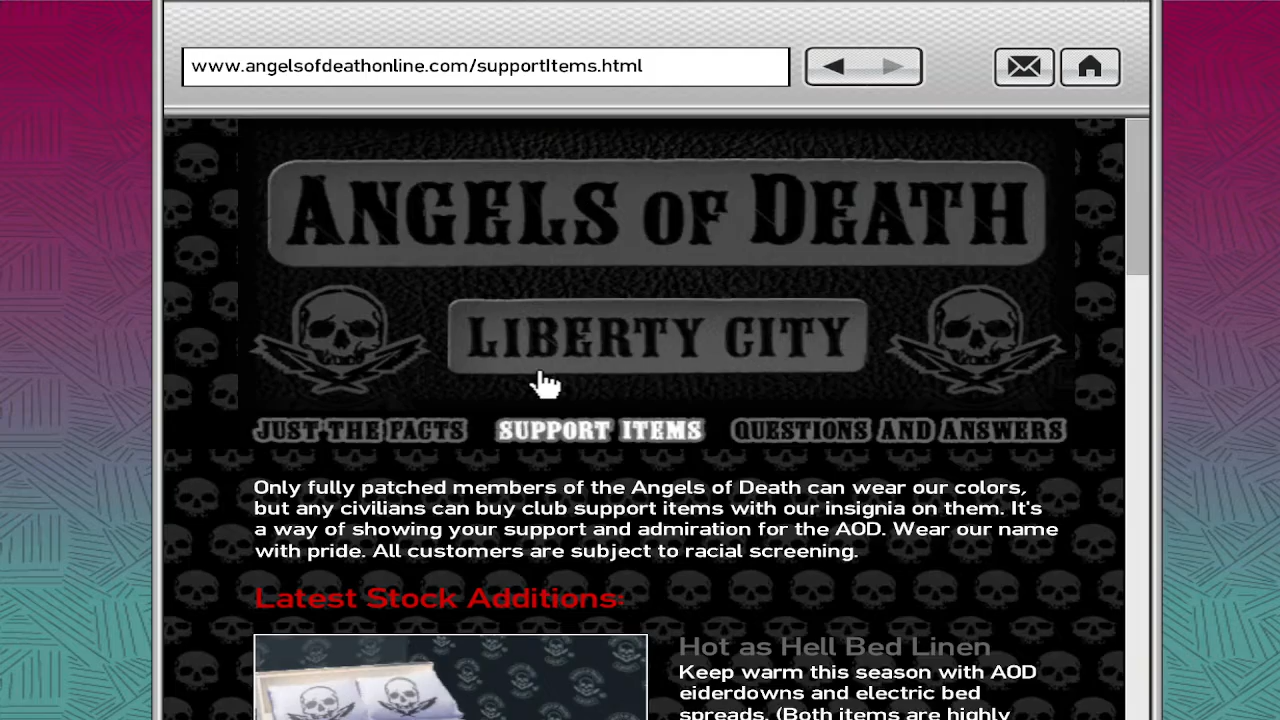 www.angelsofdeathonline.com/supportItems.html
ANGELS OF DEATH
LIBERTY CITY
JUST THE FACTS
SUPPORT ITEMS
QUESTIONS AND ANSWERS
Only fully patched members of the Angels of Death can wear our colors,
but any civilians can buy club support items with our insignia on them. It's
a way of showing your support and admiration for the AOD. Wear our name
with pride. All customers are subject to racial screening.
Latest Stock Additions:
Hot as Hell Bed Linen
Keep warm this season with AOD
eiderdowns and electric bed
spreads. (Both items are highly